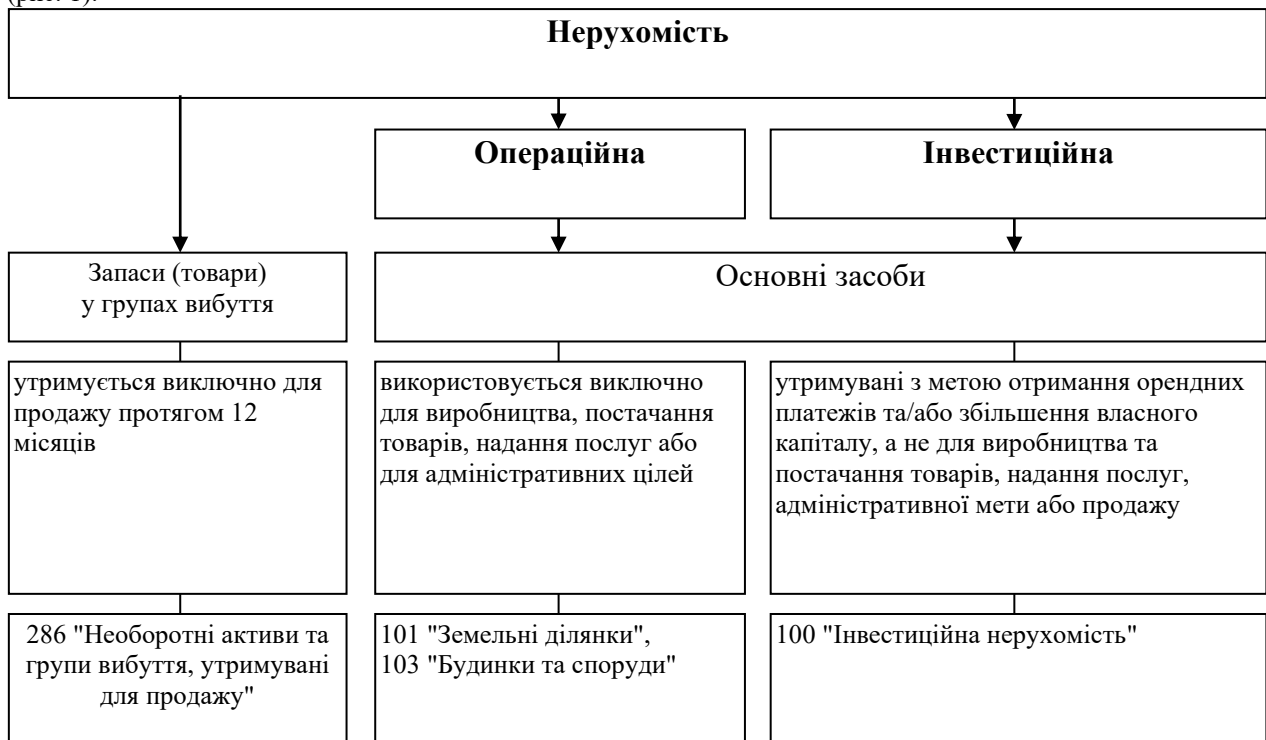 (рис. 1).
Нерухомість
Операційна
Інвестиційна
Запаси (товари)
у групах вибуття
Основні засоби
утримується виключно для
продажу протягом 12
місяців
використовується виключно
для виробництва, постачання
товарів, надання послуг або
для адміністративних цілей
утримувані з метою отримання орендних
платежів та/або збільшення власного
капіталу, а не для виробництва та
постачання товарів, надання послуг,
адміністративної мети або продажу
286 "Необоротні активи та
групи вибуття, утримувані
для продажу"
101 "Земельні ділянки",
103 "Будинки та споруди"
100 "Інвестиційна нерухомість"